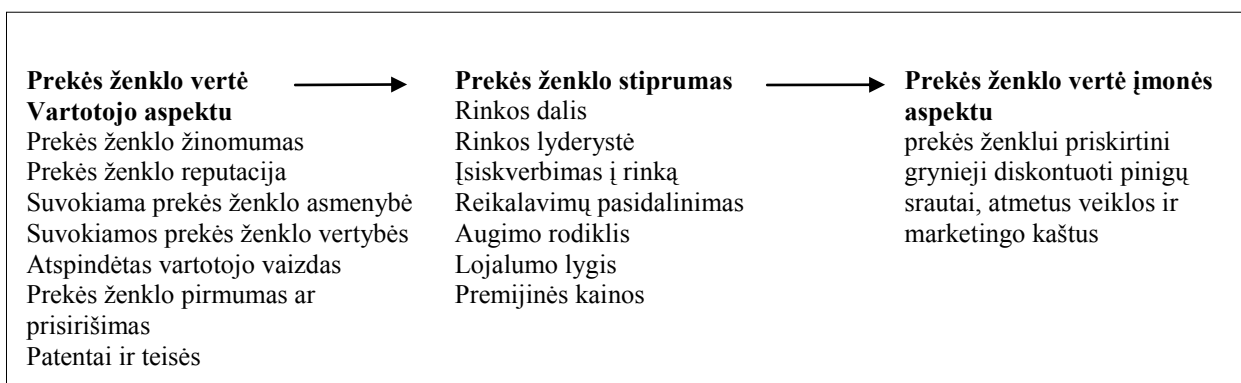 Prekės ženklo vertė
Vartotojo aspektu
Prekės ženklo žinomumas
Prekės ženklo reputacija
Suvokiama prekės ženklo asmenybė
Suvokiamos prekės ženklo vertybės
Atspindėtas vartotojo vaizdas
Prekės ženklo pirmumas ar
prisirišimas
Patentai ir teisės
Prekės ženklo stiprumas
Rinkos dalis
Rinkos lyderystė
Įsiskverbimas į rinką
Reikalavimų pasidalinimas
Augimo rodiklis
Lojalumo lygis
Premijinės kainos
Prekės ženklo vertė įmonės
aspektu
prekės ženklui priskirtini
grynieji diskontuoti pinigų
srautai, atmetus veiklos ir
marketingo kaštus